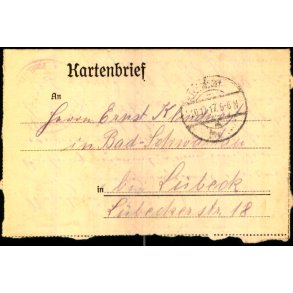 Kartenbrief
An
Herrn Ernst
in Bad-Schwartau
in bei Lübeck
Lübeckerstr 18